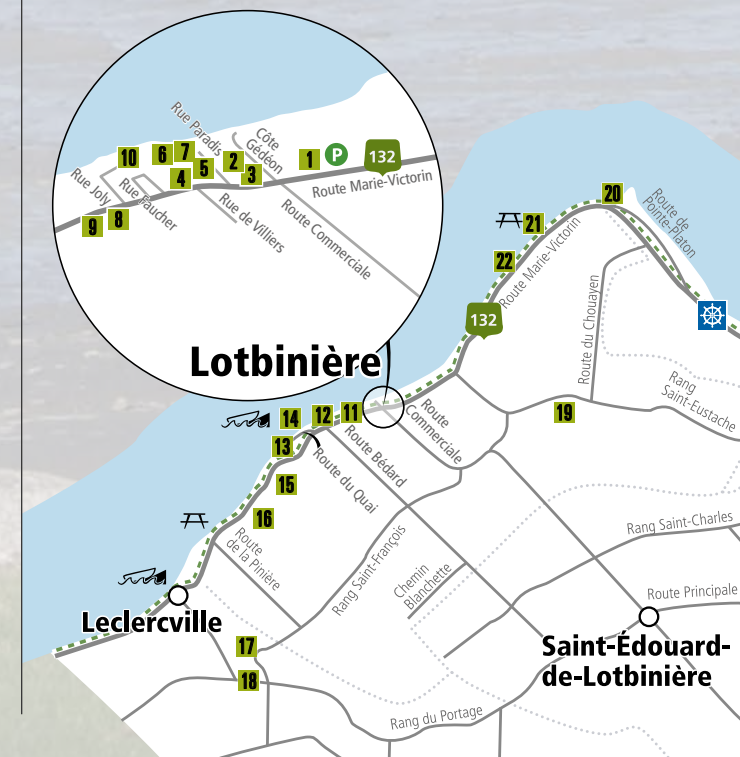 Rue Paradis
Côte
Gédéon
10
6
7
5
4
2
3
1
P
132
Route Marie-Victorin
Rue Joly
Rue Faucher
9
8
Rue de Villiers
Route Commerciale
20
Route de
Pointe-Platon
21
22
Route Marie-Victorin
132
Route du Chouayen
Rang
Saint-Eustache
19
Lotbinière
14
12
11
13
15
16
Route
Commerciale
Route Bédard
Route du Quai
Route
de la Pinière
Rang Saint-François
Chemin
Blanchette
Rang Saint-Charles
Route Principale
Leclercville
Saint-Édouard-
de-Lotbinière
17
18
Rang du Portage